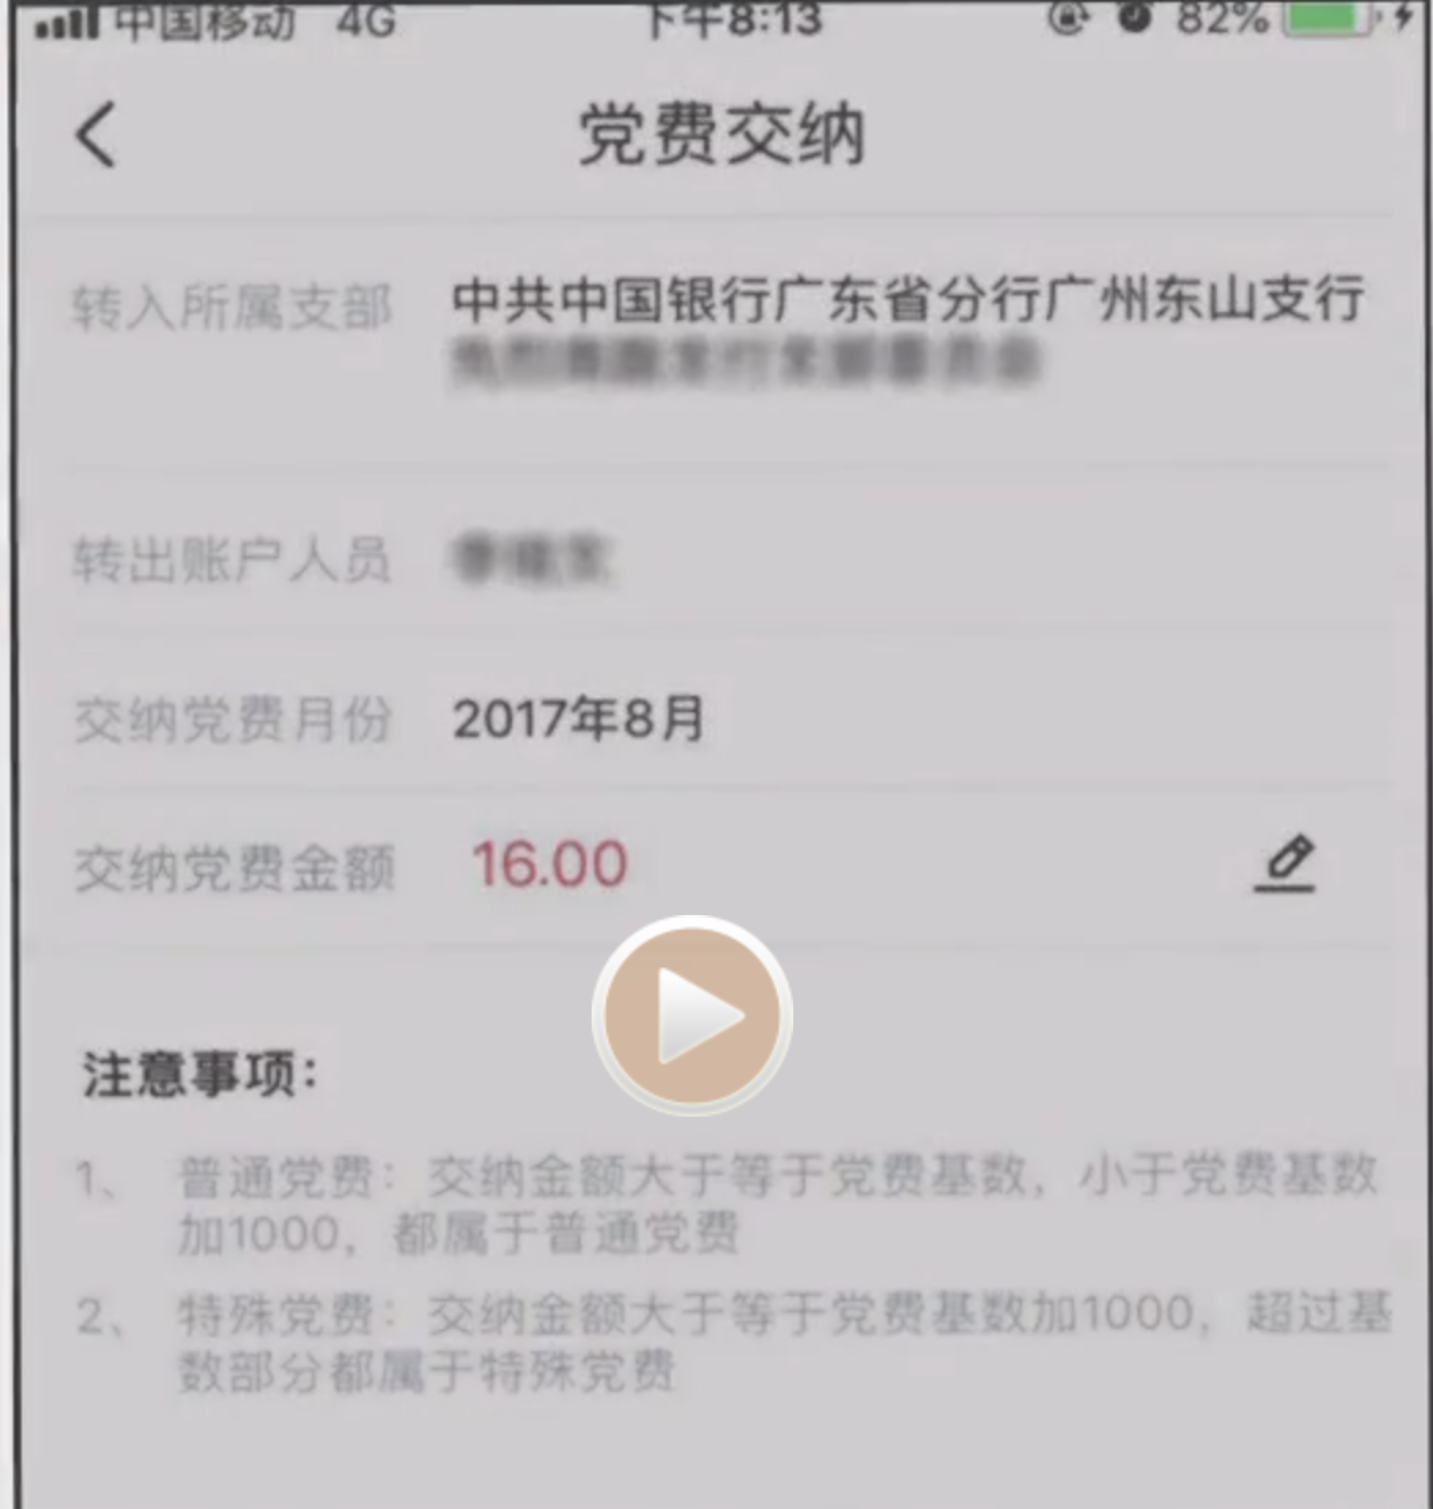 中国移动 4G 下午8:13 82%
党费交纳
转入所属支部 中共中国银行广东省分行广州东山支行
转出账户人员
交纳党费月份 2017年8月
交纳党费金额 16.00
注意事项：
1、 普通党费：交纳金额大于等于党费基数，小于党费基数
加1000，都属于普通党费
2、 特殊党费：交纳金额大于等于党费基数加1000，超过基
数部分都属于特殊党费